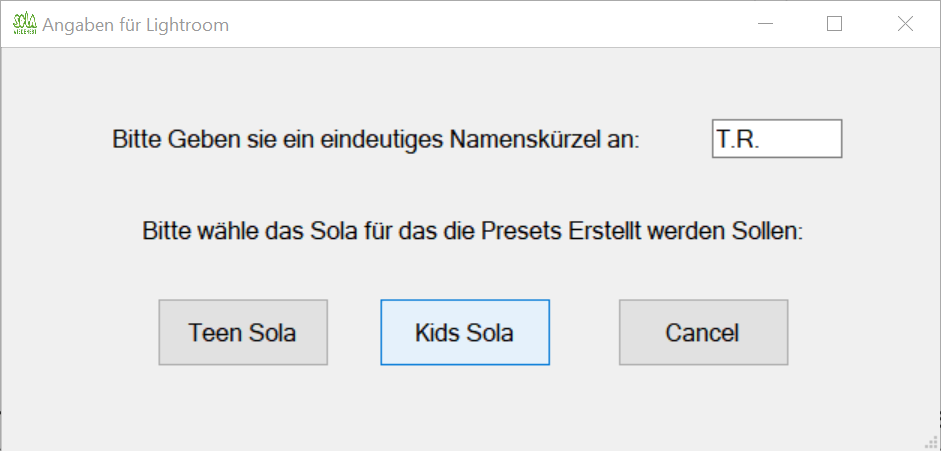 SOLA
Angaben für Lightroom
Bitte Geben sie ein eindeutiges Namenskürzel an:
T.R.
Bitte wähle das Sola für das die Presets Erstellt werden Sollen:
Teen Sola
Kids Sola
Cancel